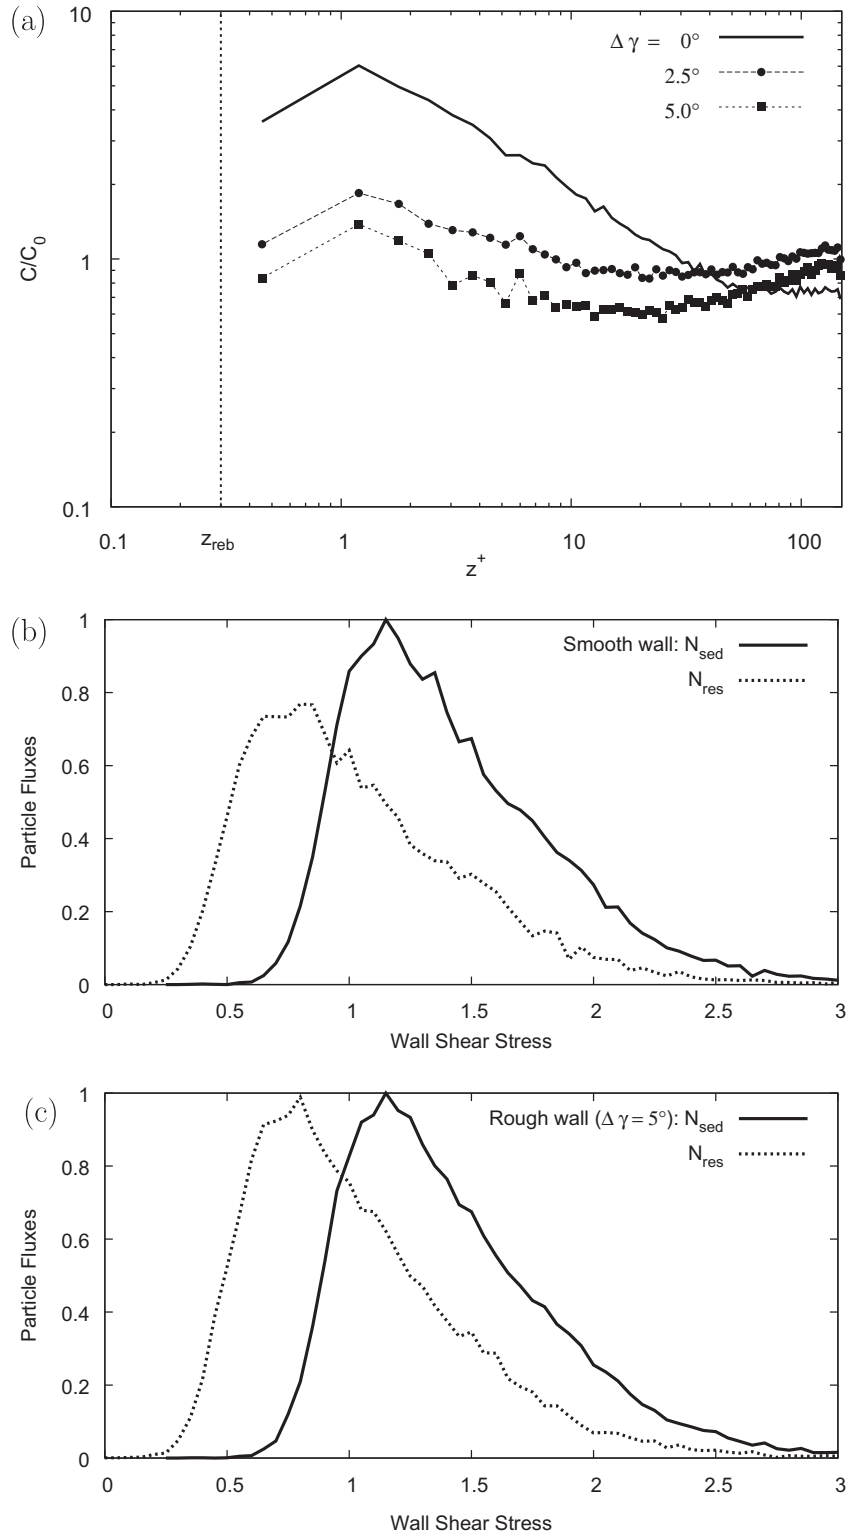 (a)
10
1
0.1
C/C0
Δ γ = 0°
2.5°
5.0°
0.1
zreb
1
10
100
z+
(b)
1
0.8
0.6
0.4
0.2
0
Particle Fluxes
Smooth wall: Nsed
Nres
0 0.5 1 1.5 2 2.5 3
Wall Shear Stress
(c)
1
0.8
0.6
0.4
0.2
0
Particle Fluxes
Rough wall (Δ γ = 5°): Nsed
Nres
0 0.5 1 1.5 2 2.5 3
Wall Shear Stress